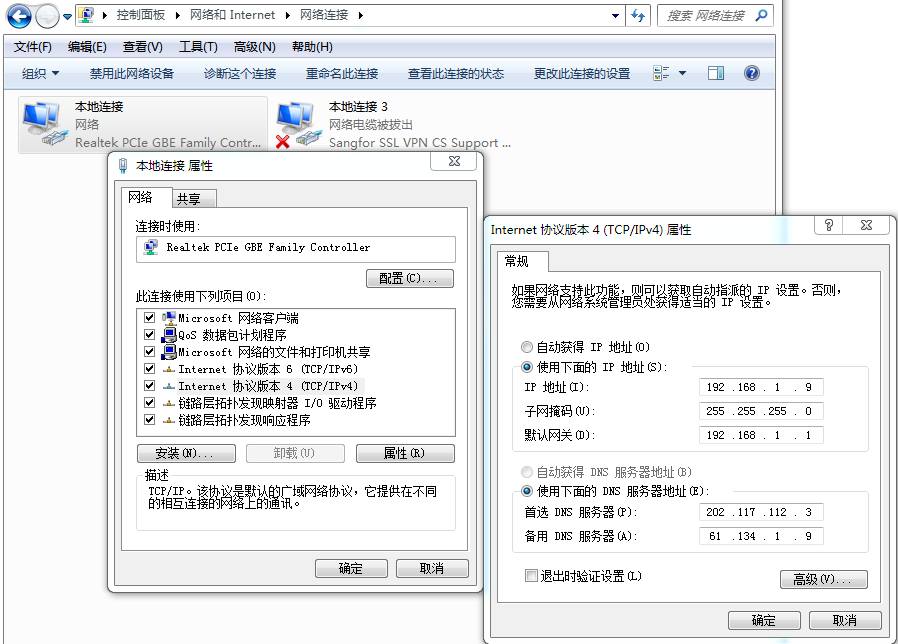 控制面板 ▸ 网络和 Internet ▸ 网络连接 ▸
搜索 网络连接
文件(F) 编辑(E) 查看(V) 工具(T) 高级(N) 帮助(H)
组织 禁用此网络设备 诊断这个连接 重命名此连接 查看此连接的状态 更改此连接的设置
本地连接
网络
Realtek PCIe GBE Family Contr...
本地连接 3
网络电缆被拔出
Sangfor SSL VPN CS Support ...
本地连接 属性
网络 共享
连接时使用:
Realtek PCIe GBE Family Controller
配置(C)...
此连接使用下列项目(O):
Microsoft 网络客户端
QoS 数据包计划程序
Microsoft 网络的文件和打印机共享
Internet 协议版本 6 (TCP/IPv6)
Internet 协议版本 4 (TCP/IPv4)
链路层拓扑发现映射器 I/O 驱动程序
链路层拓扑发现响应程序
安装(N)... 卸载(U) 属性(R)
描述
TCP/IP。该协议是默认的广域网络协议，它提供在不同
的相互连接的网络上的通讯。
确定 取消
Internet 协议版本 4 (TCP/IPv4) 属性
常规
如果网络支持此功能，则可以获取自动指派的 IP 设置。否则，
您需要从网络系统管理员处获得适当的 IP 设置。
自动获得 IP 地址(O)
使用下面的 IP 地址(S):
IP 地址(I): 192 .168 . 1 . 9
子网掩码(U): 255 .255 .255 . 0
默认网关(D): 192 .168 . 1 . 1
自动获得 DNS 服务器地址(B)
使用下面的 DNS 服务器地址(E):
首选 DNS 服务器(P): 202 .117 .112 . 3
备用 DNS 服务器(A): 61 .134 . 1 . 9
退出时验证设置(L)
高级(V)...
确定 取消